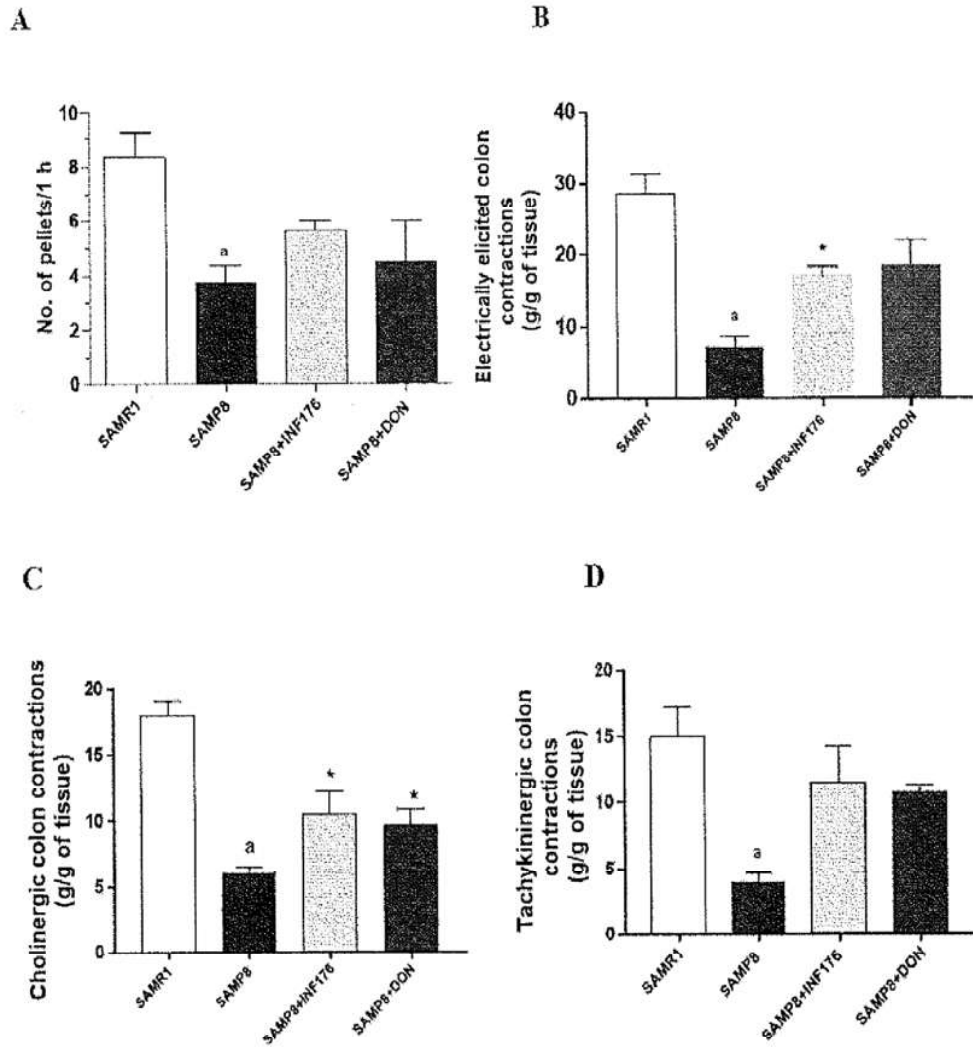 A
No. of pellets/1 h
10
8
6
4
2
0
a
SAMR1
SAMP8
SAMP8+INF176
SAMP8+DON
B
Electrically elicited colon
contractions
(g/g of tissue)
40
30
20
10
0
a
*
SAMR1
SAMP8
SAMP8+INF176
SAMP8+DON
C
Cholinergic colon contractions
(g/g of tissue)
20
15
10
5
0
a
*
*
SAMR1
SAMP8
SAMP8+INF176
SAMP8+DON
D
Tachykininergic colon
contractions
(g/g of tissue)
20
15
10
5
0
a
SAMR1
SAMP8
SAMP8+INF176
SAMP8+DON